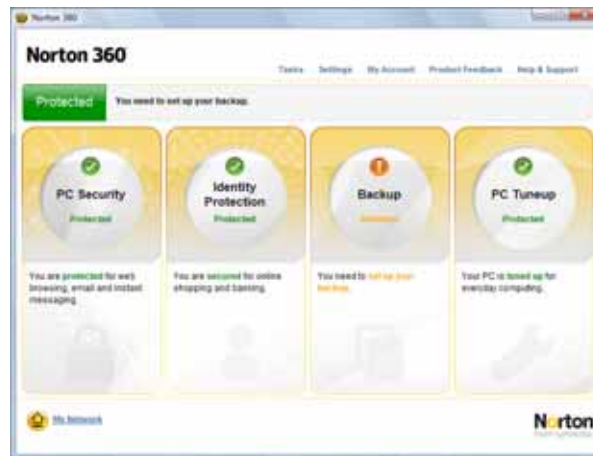 Norton 360
Norton 360
Tasks Settings My Account Product Feedback Help & Support
Protected You need to set up your backup.
PC Security
Protected
Identity
Protection
Protected
Backup
PC Tuneup
Protected
You are protected for web
browsing, email and instant
messaging.
You are secured for online
shopping and banking.
You need to set up your
backup.
Your PC is tuned up for
everyday computing.
My Network
Norton